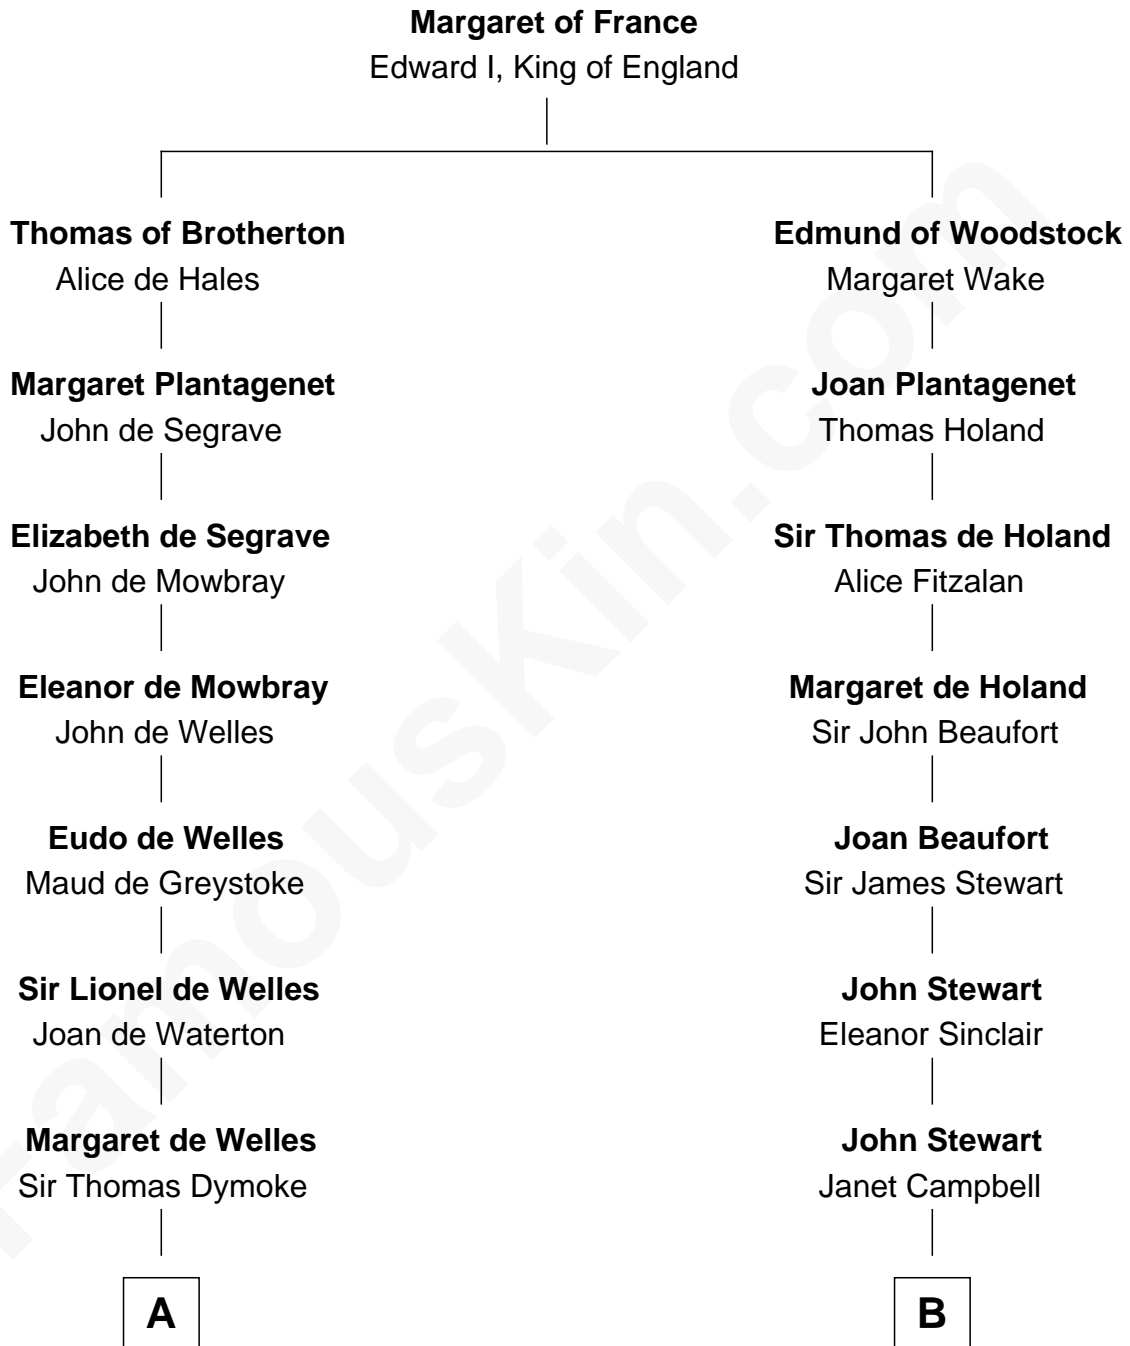 Margaret of France
Edward I, King of England
Thomas of Brotherton
Alice de Hales
Edmund of Woodstock
Margaret Wake
Margaret Plantagenet
John de Segrave
Joan Plantagenet
Thomas Holand
Elizabeth de Segrave
John de Mowbray
Sir Thomas de Holand
Alice Fitzalan
Eleanor de Mowbray
John de Welles
Margaret de Holand
Sir John Beaufort
Eudo de Welles
Maud de Greystoke
Joan Beaufort
Sir James Stewart
Sir Lionel de Welles
Joan de Waterton
John Stewart
Eleanor Sinclair
Margaret de Welles
Sir Thomas Dymoke
John Stewart
Janet Campbell
A
B
FamousKin.com